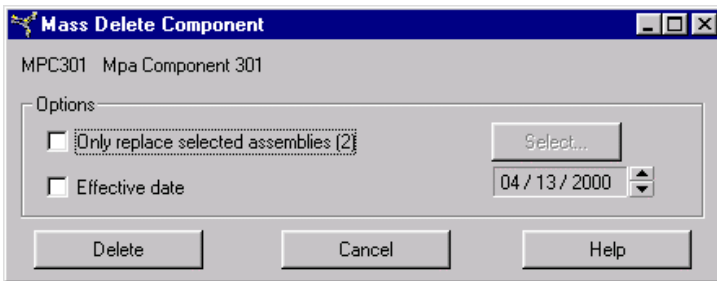 Mass Delete Component
MPC301 Mpa Component 301
Options
Only replace selected assemblies (2)
Select...
Effective date
04 / 13 / 2000
Delete
Cancel
Help